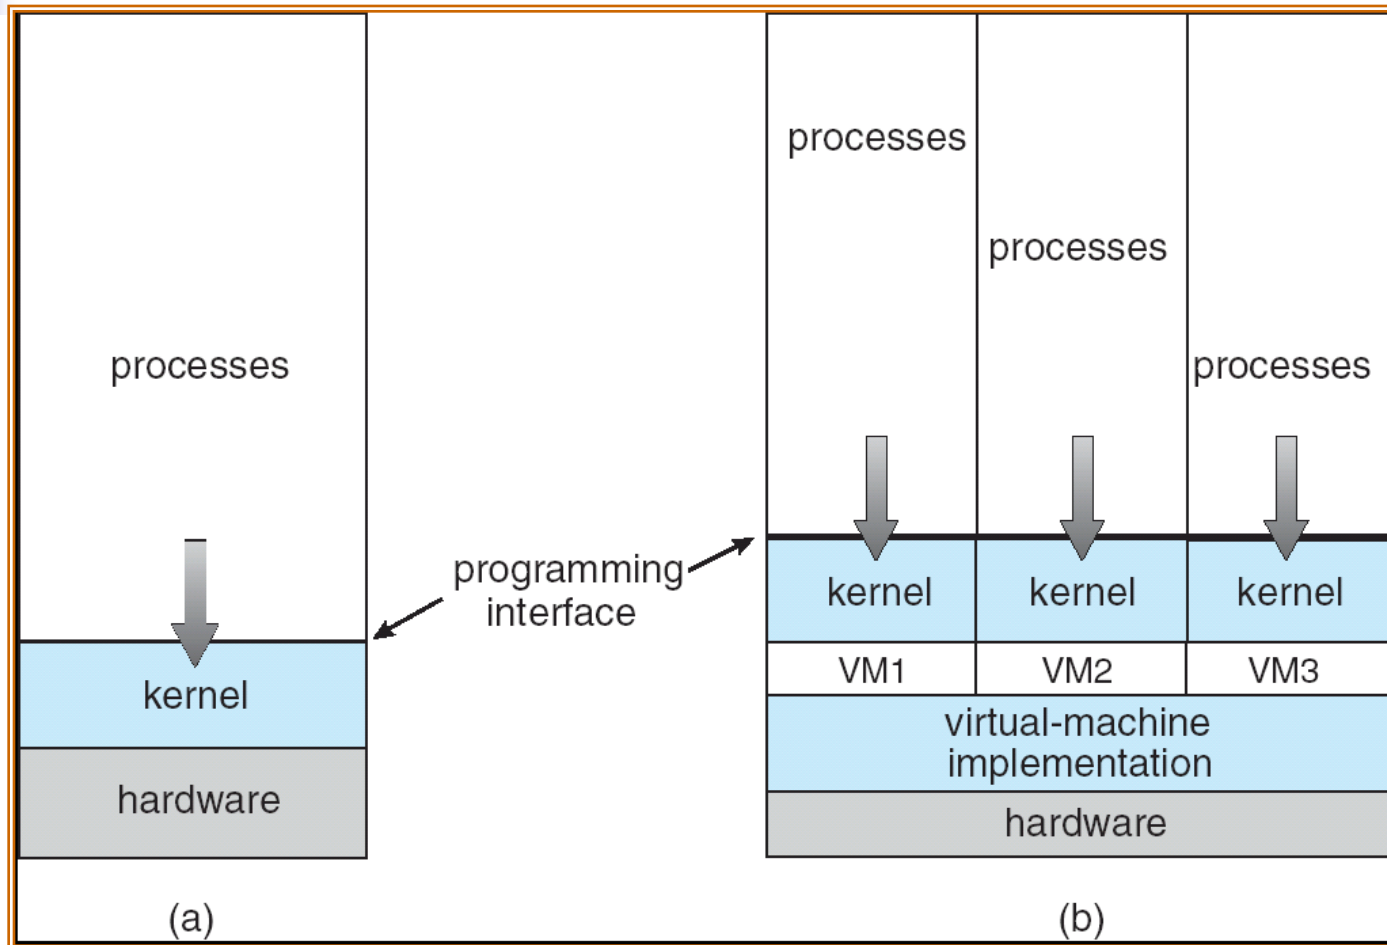 processes
kernel
hardware
(a)
programming
interface
processes
processes
processes
kernel
kernel
kernel
VM1
VM2
VM3
virtual-machine
implementation
hardware
(b)